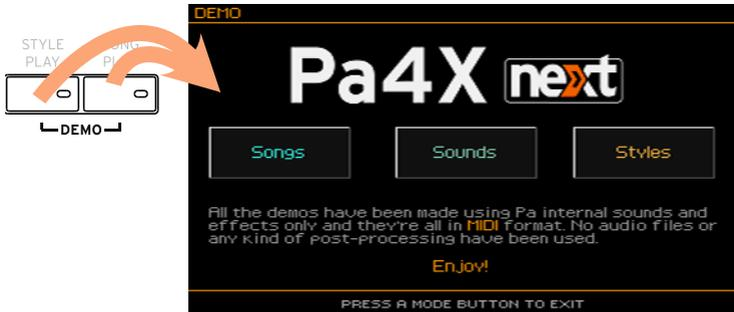 STYLE
PLAY
DEMO
DEMO
Pa4X next
Songs
Sounds
Styles
All the demos have been made using Pa internal sounds and
effects only and they're all in MIDI format. No audio files or
any kind of post-processing have been used.
Enjoy!
PRESS A MODE BUTTON TO EXIT